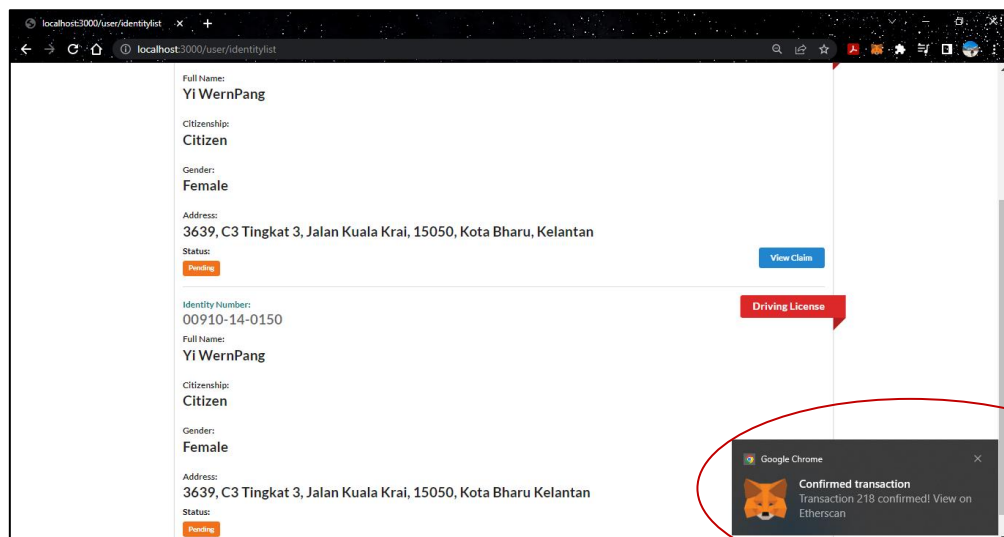 localhost:3000/user/identitylist
localhost:3000/user/identitylist
Full Name:
Yi WernPang
Citizenship:
Citizen
Gender:
Female
Address:
3639, C3 Tingkat 3, Jalan Kuala Krai, 15050, Kota Bharu, Kelantan
Status:
Pending
View Claim
Identity Number:
00910-14-0150
Driving License
Full Name:
Yi WernPang
Citizenship:
Citizen
Gender:
Female
Address:
3639, C3 Tingkat 3, Jalan Kuala Krai, 15050, Kota Bharu Kelantan
Status:
Pending
Google Chrome
Confirmed transaction
Transaction 218 confirmed! View on
Etherscan